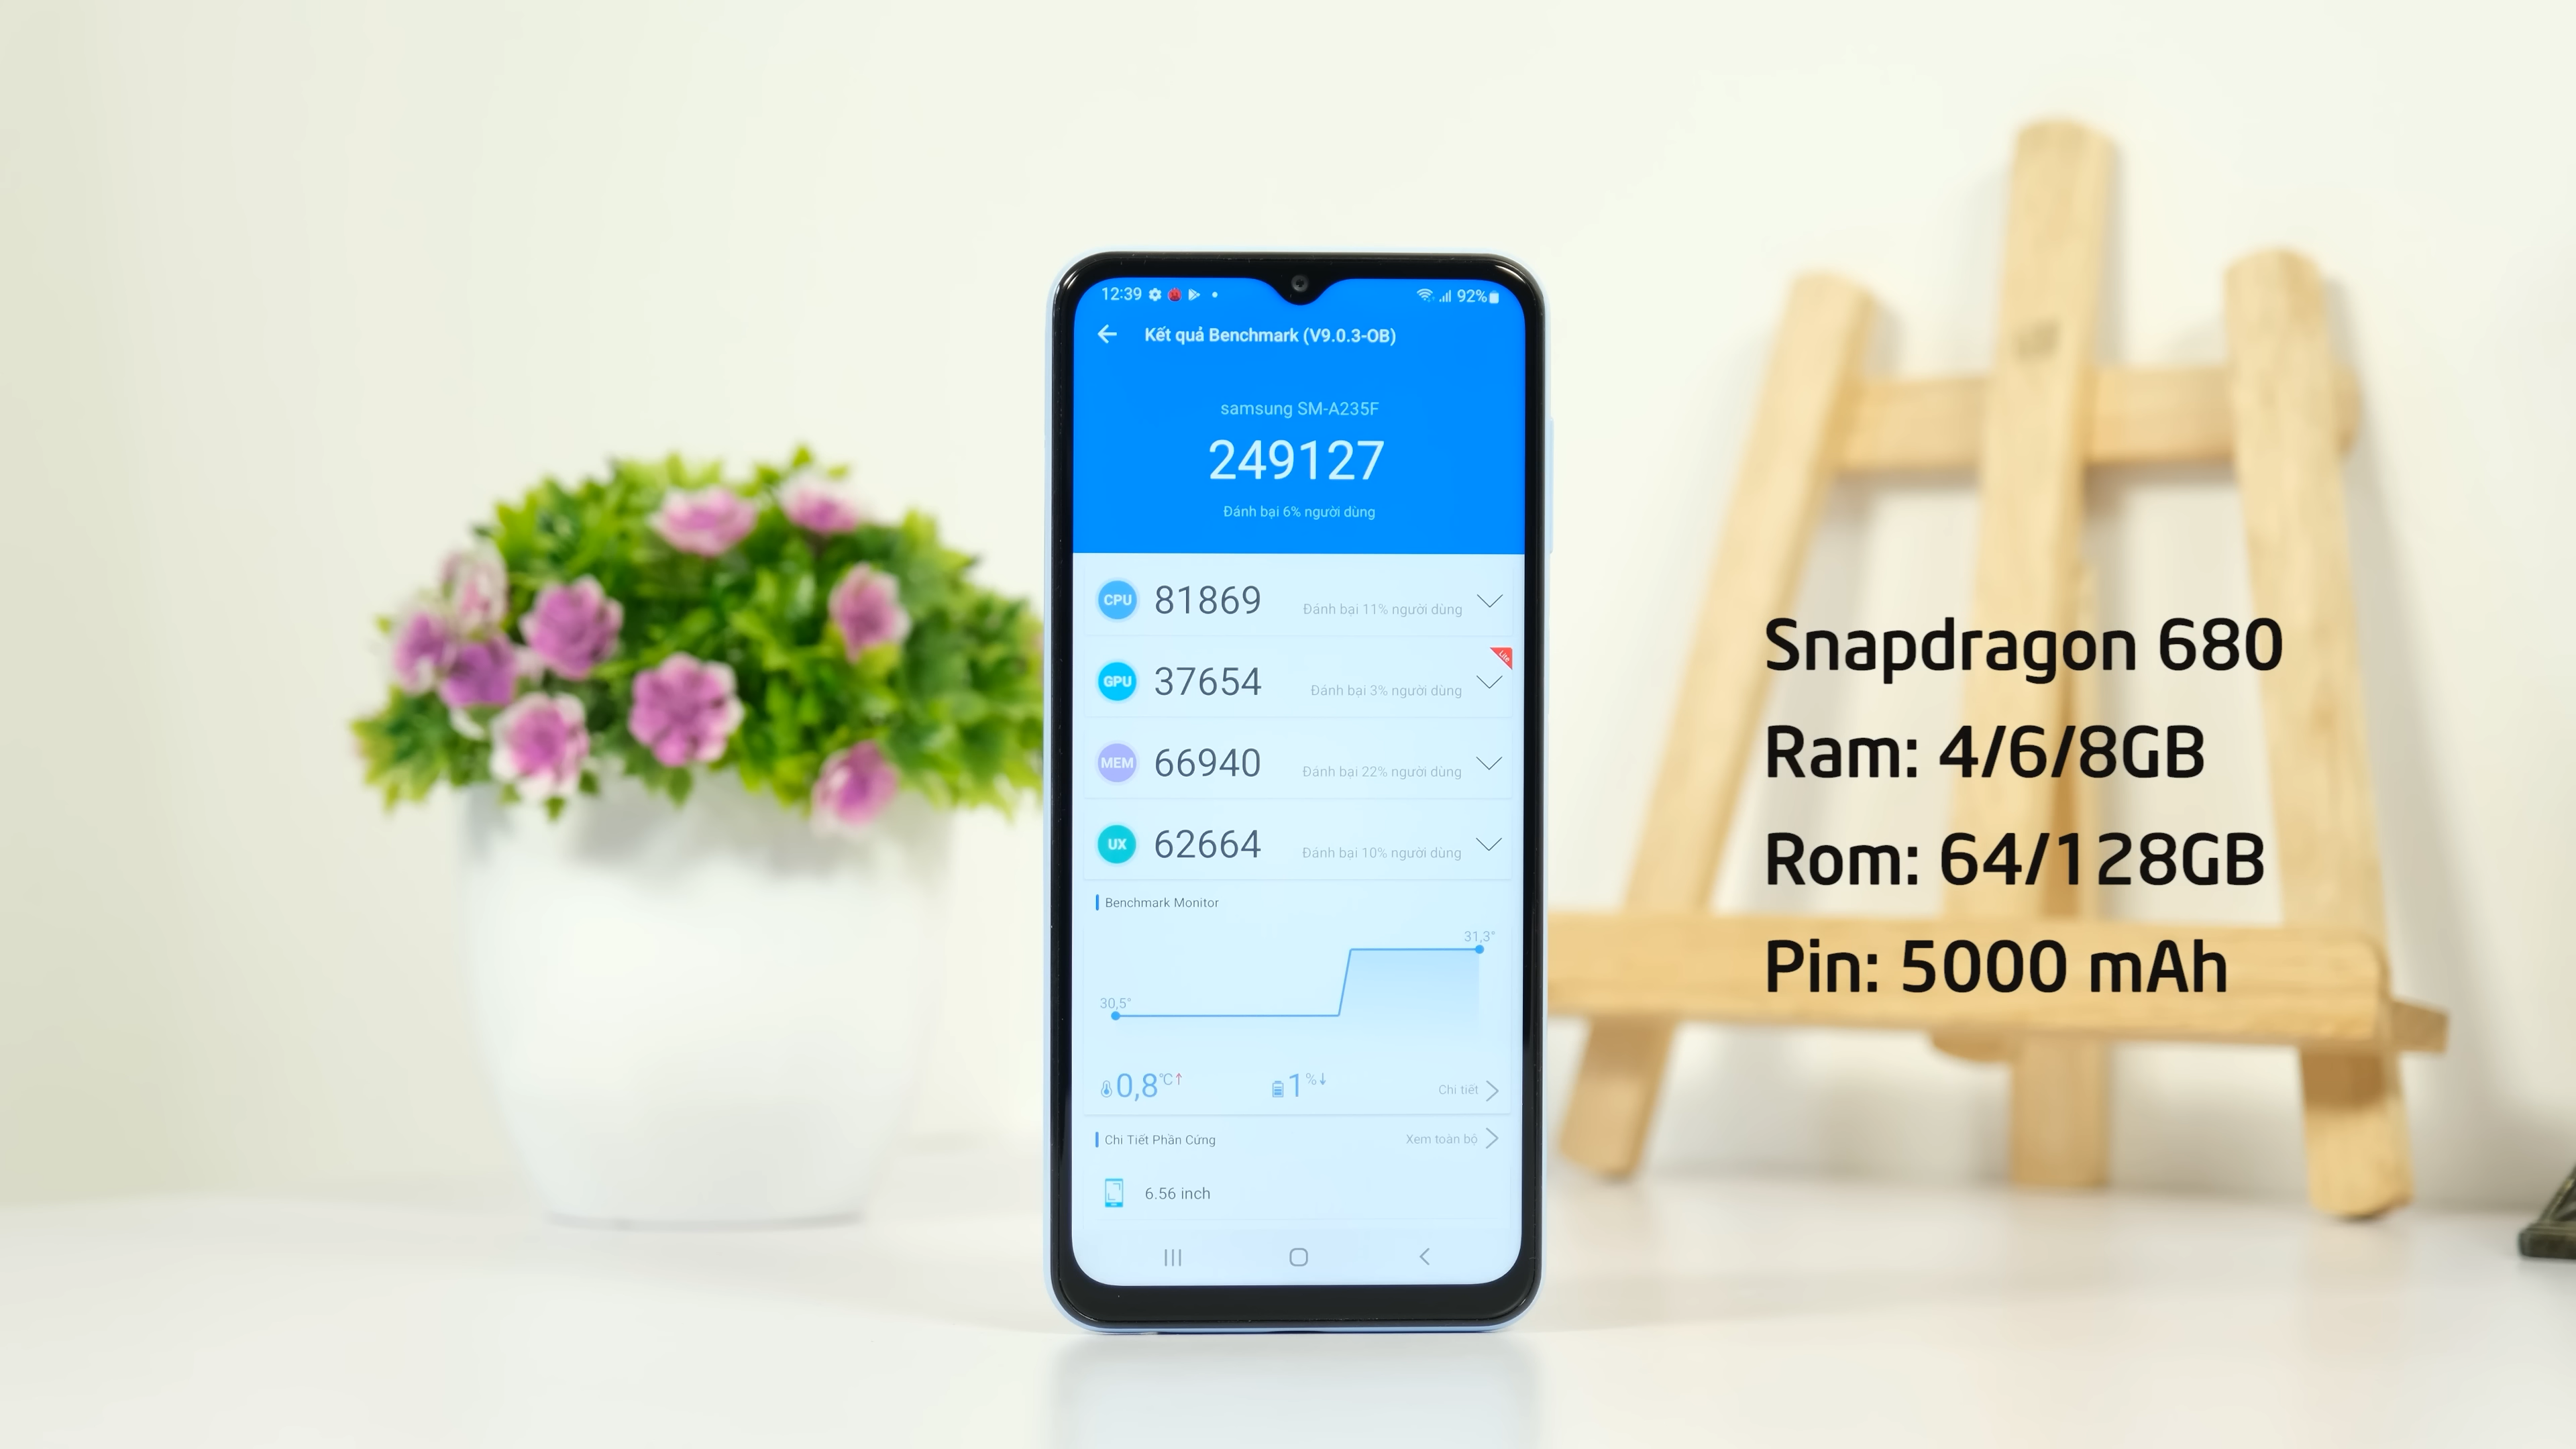 12:39
92%
Kết quả Benchmark (V9.0.3-OB)
samsung SM-A235F
249127
Đánh bại 6% người dùng
CPU 81869 Đánh bại 11% người dùng
Lite
GPU 37654 Đánh bại 3% người dùng
MEM 66940 Đánh bại 22% người dùng
UX 62664 Đánh bại 10% người dùng
Benchmark Monitor
31,3°
30,5°
0,8°C↑ 1%↓ Chi tiết
Chi Tiết Phần Cứng Xem toàn bộ
6.56 inch
Snapdragon 680
Ram: 4/6/8GB
Rom: 64/128GB
Pin: 5000 mAh